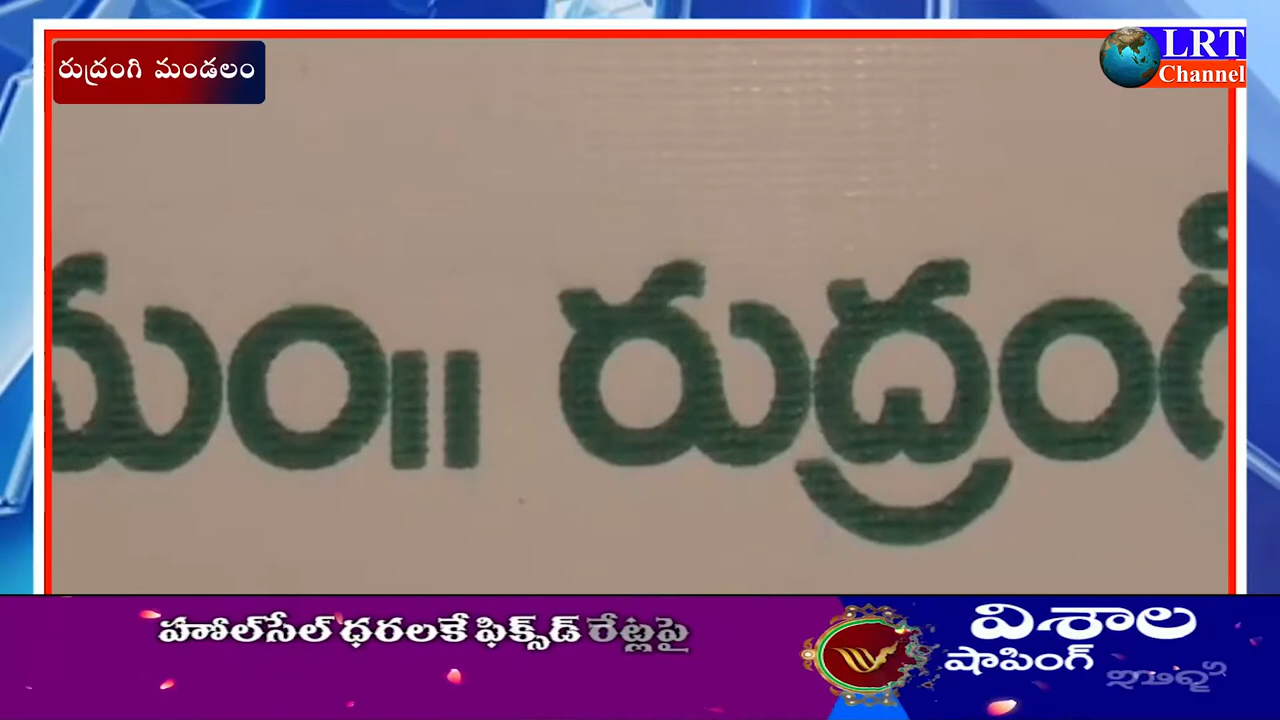 రుద్రంగి మండలం
LRT
Channel
మం॥ రుద్రంగి
హోల్‌సేల్ ధరలకే ఫిక్స్‌డ్ రేట్లపై
విశాల
షాపింగ్